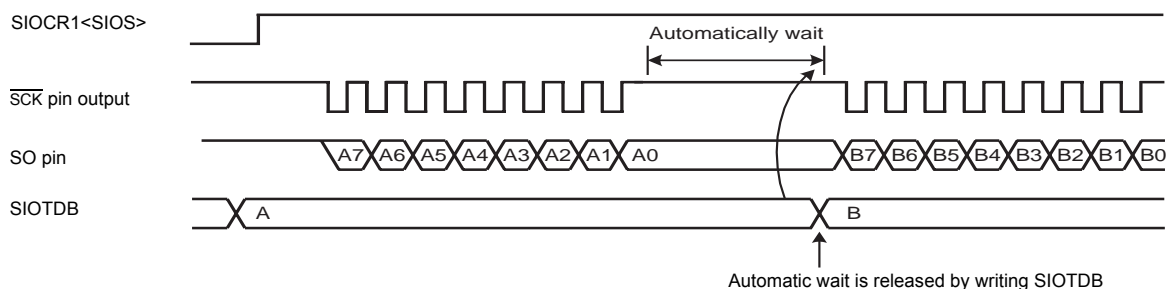 SIOCR1<SIOS>
Automatically wait
SCK pin output
SO pin A7 A6 A5 A4 A3 A2 A1 A0 B7 B6 B5 B4 B3 B2 B1 B0
SIOTDB A B
Automatic wait is released by writing SIOTDB